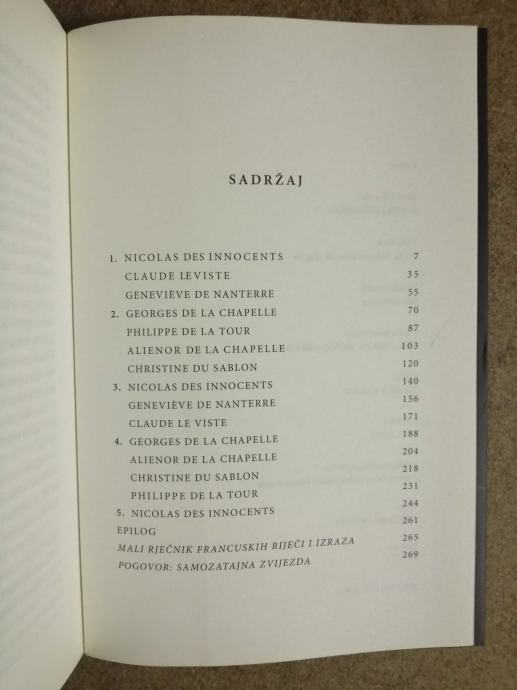 SADRŽAJ
1. NICOLAS DES INNOCENTS 7
CLAUDE LE VISTE 35
GENEVIÈVE DE NANTERRE 55
2. GEORGES DE LA CHAPELLE 70
PHILIPPE DE LA TOUR 87
ALIENOR DE LA CHAPELLE 103
CHRISTINE DU SABLON 120
3. NICOLAS DES INNOCENTS 140
GENEVIÈVE DE NANTERRE 156
CLAUDE LE VISTE 171
4. GEORGES DE LA CHAPELLE 188
ALIENOR DE LA CHAPELLE 204
CHRISTINE DU SABLON 218
PHILIPPE DE LA TOUR 231
5. NICOLAS DES INNOCENTS 244
EPILOG 261
MALI RJEČNIK FRANCUSKIH RIJEČI I IZRAZA 265
POGOVOR: SAMOZATAJNA ZVIJEZDA 269